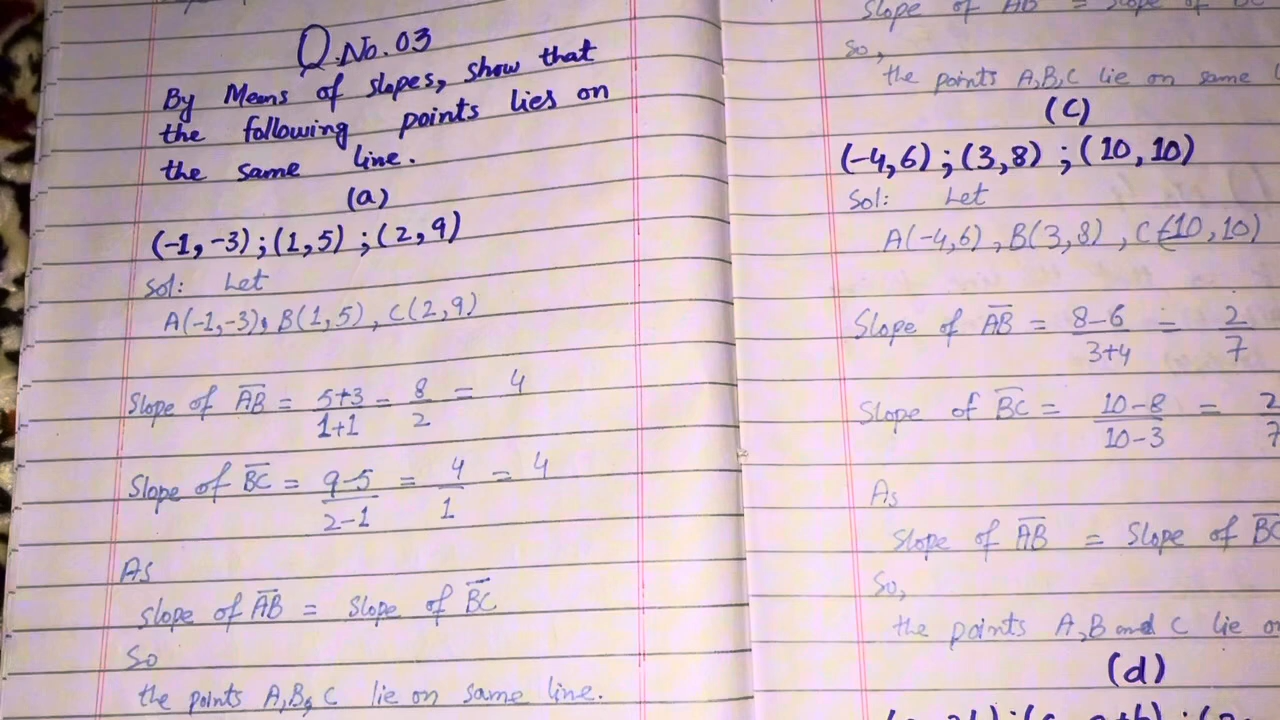 Q.No.03
By Means of slopes, show that
the following points lies on
the same line.
(a)
(-1,-3);(1,5);(2,9)
Sol: Let
A(-1,-3), B(1,5), C(2,9)
Slope of AB = 5+3/1+1 = 8/2 = 4
Slope of BC = 9-5/2-1 = 4/1 = 4
As
slope of AB = Slope of BC
So
the points A,B,C lie on same line.
Slope of AB = slope of BC
So,
the points A,B,C lie on same
(C)
(-4,6);(3,8);(10,10)
Sol: Let
A(-4,6), B(3,8), C(10,10)
Slope of AB = 8-6/3+4 = 2/7
Slope of BC = 10-8/10-3 = 2/7
As
Slope of AB = Slope of BC
So,
the points A,B and C lie on
(d)